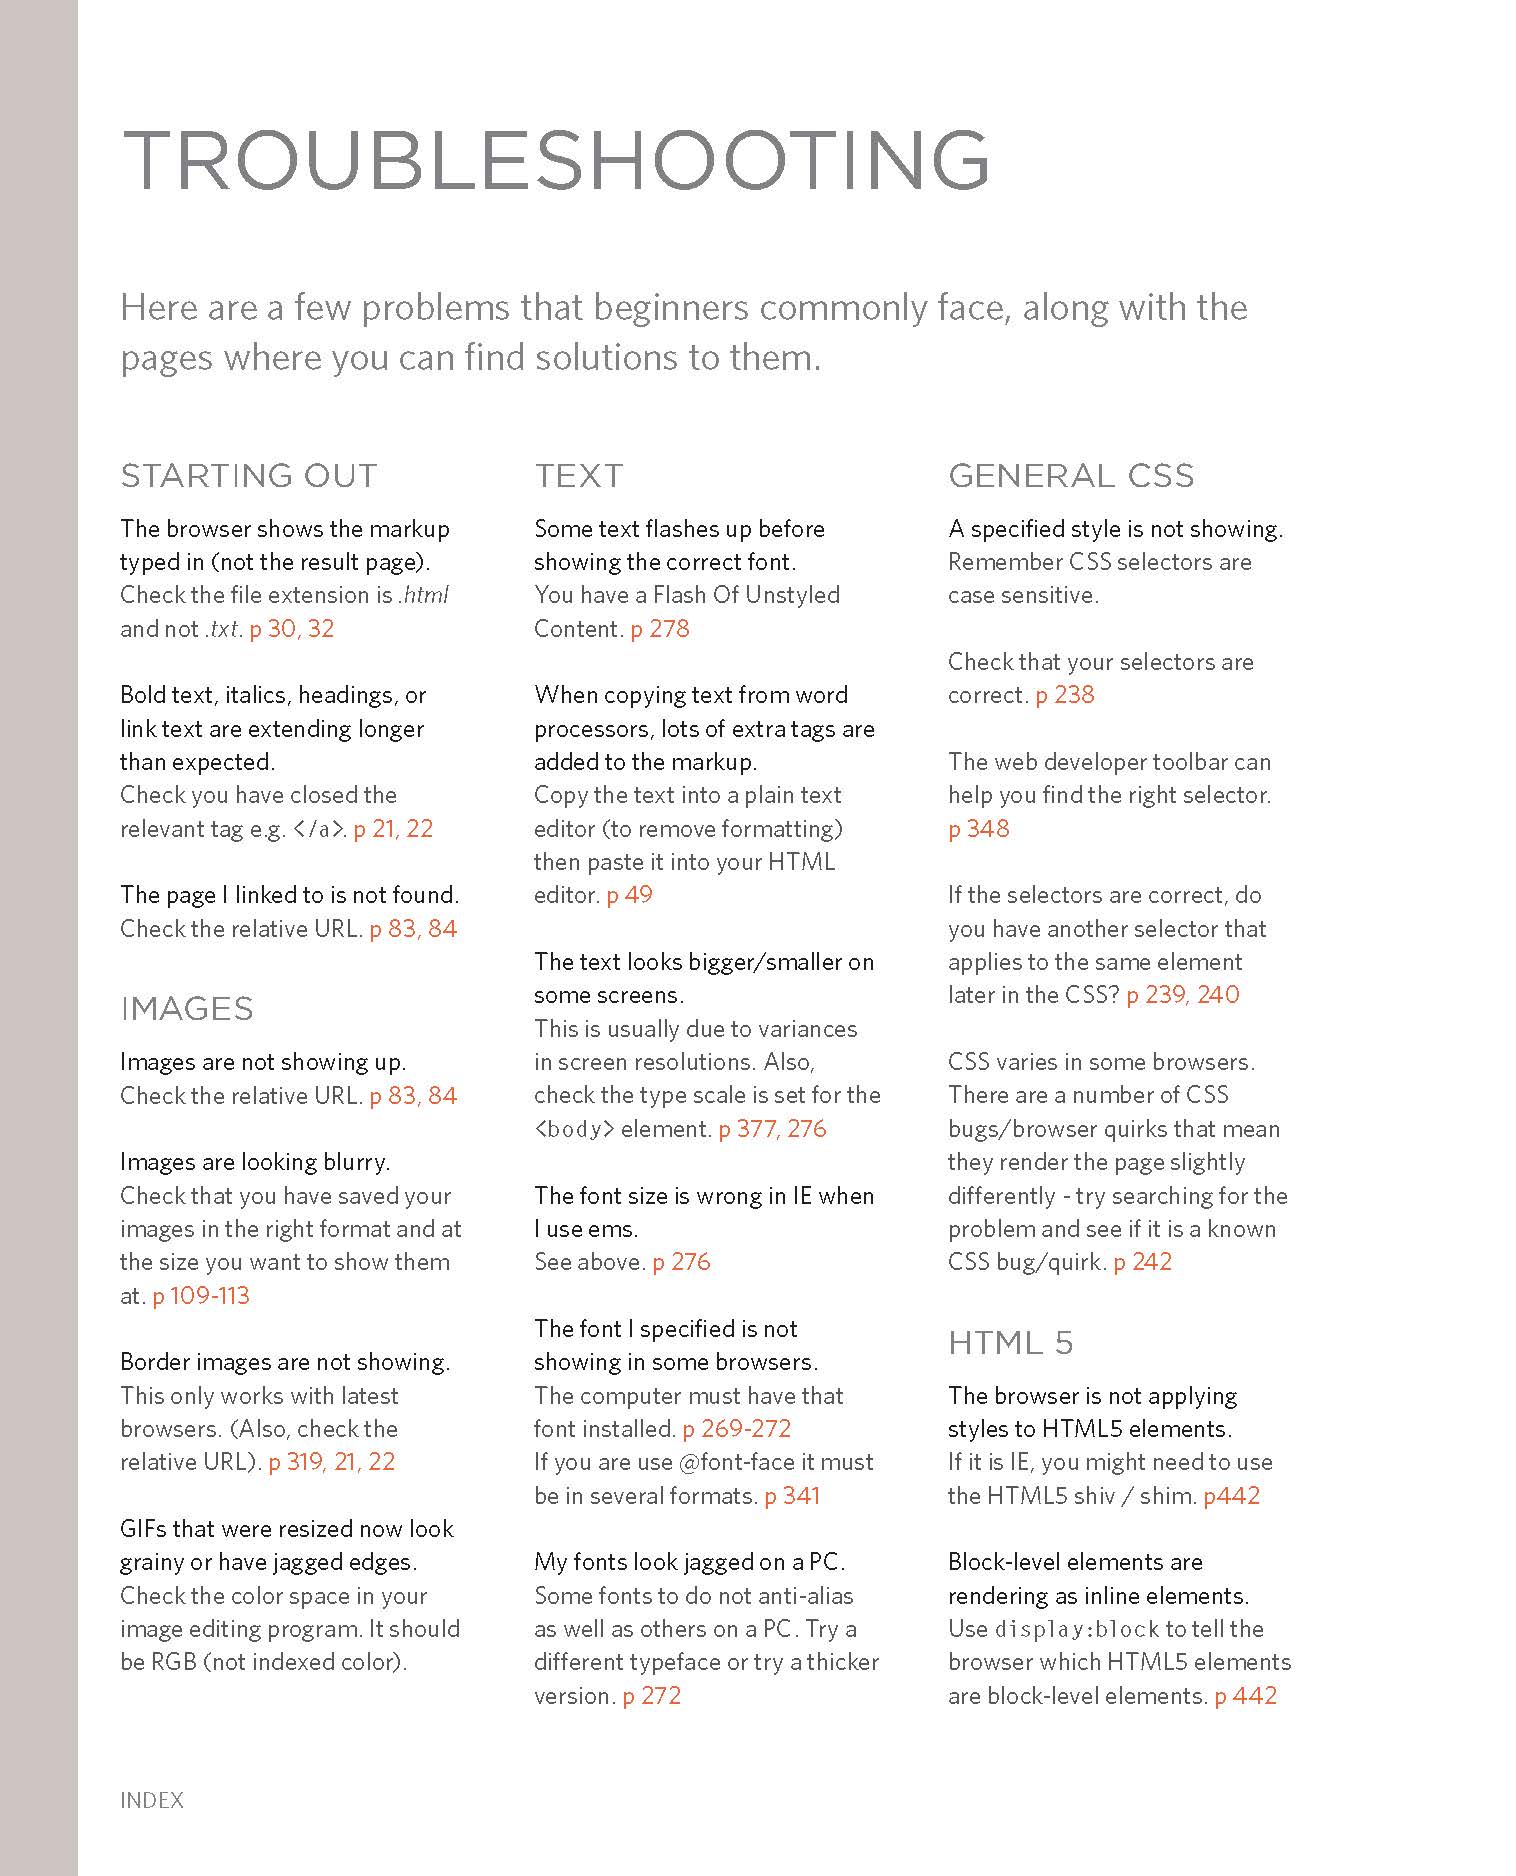 TROUBLESHOOTING
Here are a few problems that beginners commonly face, along with the
pages where you can find solutions to them.
STARTING OUT
The browser shows the markup
typed in (not the result page).
Check the file extension is .html
and not .txt. p 30, 32
Bold text, italics, headings, or
link text are extending longer
than expected.
Check you have closed the
relevant tag e.g. </a>. p 21, 22
The page I linked to is not found.
Check the relative URL. p 83, 84
IMAGES
Images are not showing up.
Check the relative URL. p 83, 84
Images are looking blurry.
Check that you have saved your
images in the right format and at
the size you want to show them
at. p 109-113
Border images are not showing.
This only works with latest
browsers. (Also, check the
relative URL). p 319, 21, 22
GIFs that were resized now look
grainy or have jagged edges.
Check the color space in your
image editing program. It should
be RGB (not indexed color).
TEXT
Some text flashes up before
showing the correct font.
You have a Flash Of Unstyled
Content. p 278
When copying text from word
processors, lots of extra tags are
added to the markup.
Copy the text into a plain text
editor (to remove formatting)
then paste it into your HTML
editor. p 49
The text looks bigger/smaller on
some screens.
This is usually due to variances
in screen resolutions. Also,
check the type scale is set for the
<body> element. p 377, 276
The font size is wrong in IE when
I use ems.
See above. p 276
The font I specified is not
showing in some browsers.
The computer must have that
font installed. p 269-272
If you are use @font-face it must
be in several formats. p 341
My fonts look jagged on a PC.
Some fonts to do not anti-alias
as well as others on a PC. Try a
different typeface or try a thicker
version. p 272
GENERAL CSS
A specified style is not showing.
Remember CSS selectors are
case sensitive.
Check that your selectors are
correct. p 238
The web developer toolbar can
help you find the right selector.
p 348
If the selectors are correct, do
you have another selector that
applies to the same element
later in the CSS? p 239, 240
CSS varies in some browsers.
There are a number of CSS
bugs/browser quirks that mean
they render the page slightly
differently - try searching for the
problem and see if it is a known
CSS bug/quirk. p 242
HTML 5
The browser is not applying
styles to HTML5 elements.
If it is IE, you might need to use
the HTML5 shiv / shim. p442
Block-level elements are
rendering as inline elements.
Use display:block to tell the
browser which HTML5 elements
are block-level elements. p 442
INDEX